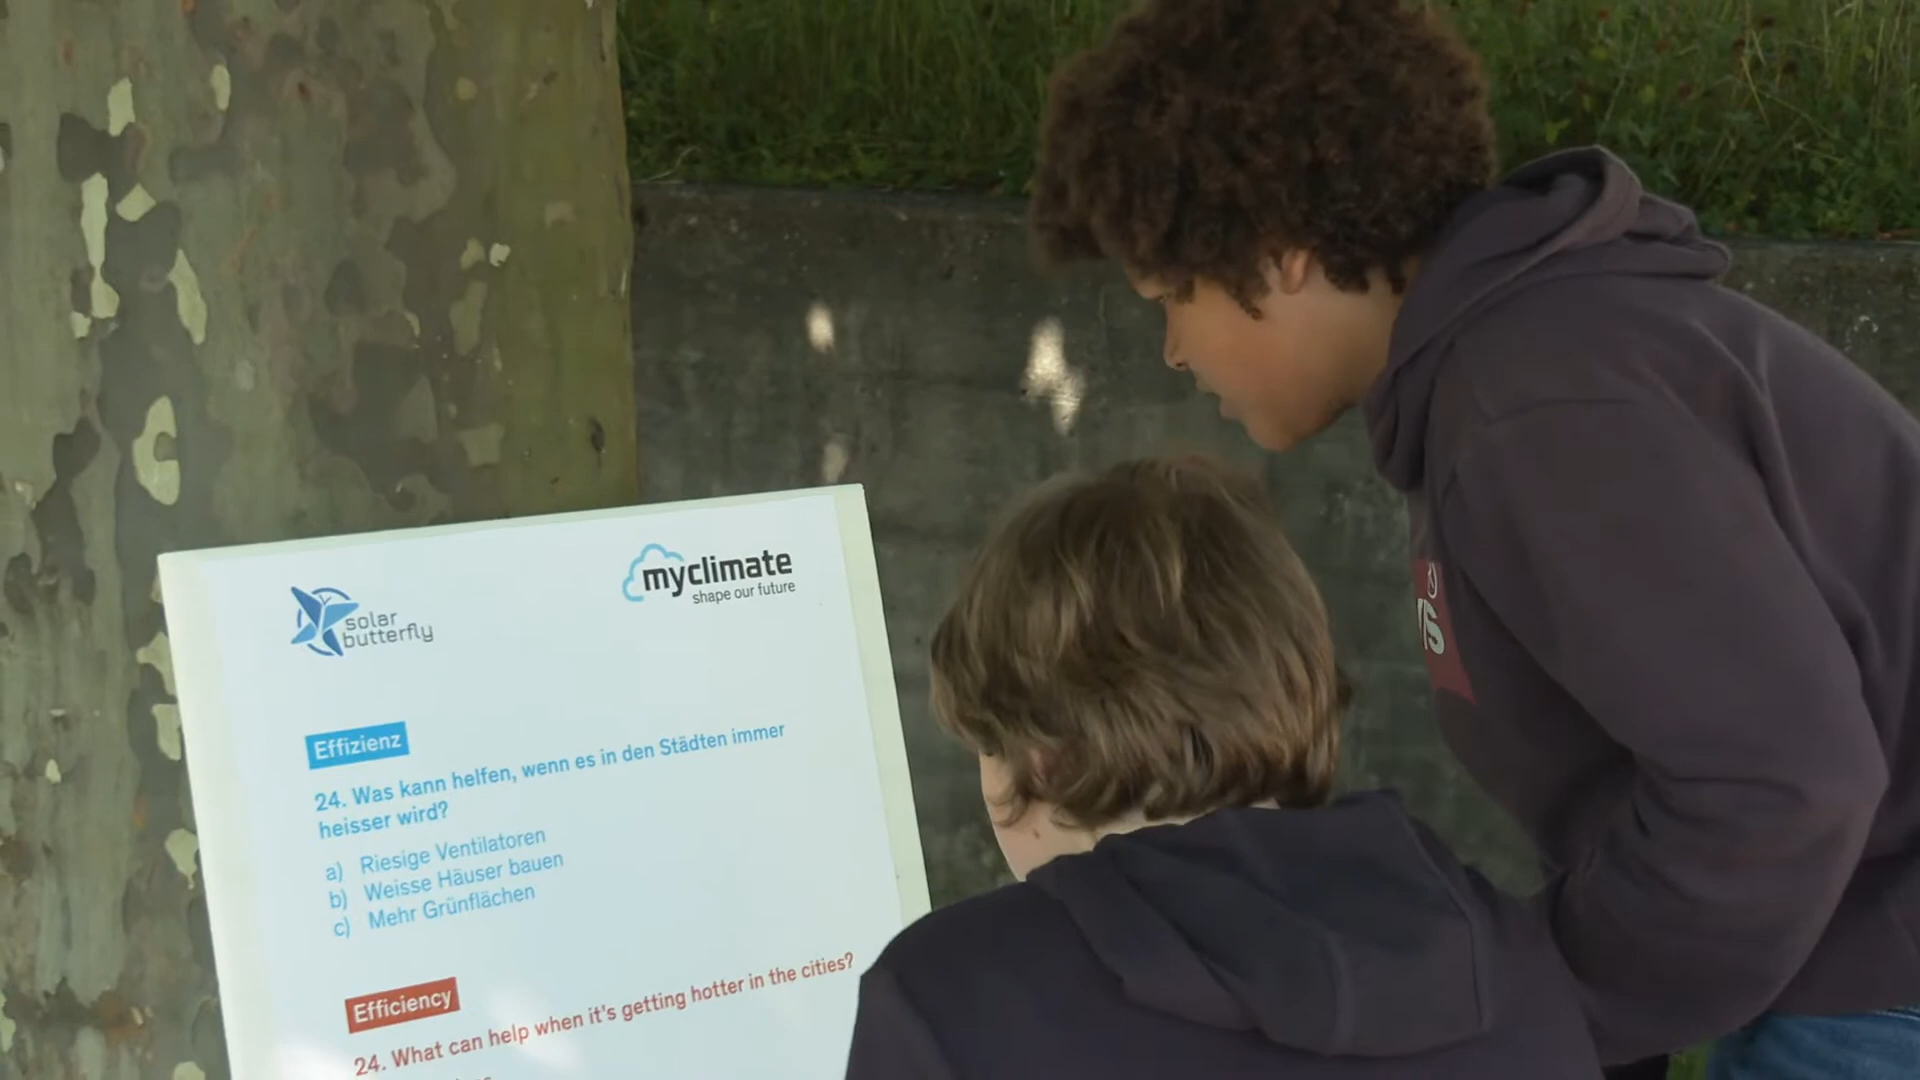 solar
butterfly
myclimate
shape our future
Effizienz
24. Was kann helfen, wenn es in den Städten immer
heisser wird?
a) Riesige Ventilatoren
b) Weisse Häuser bauen
c) Mehr Grünflächen
Efficiency
24. What can help when it's getting hotter in the cities?